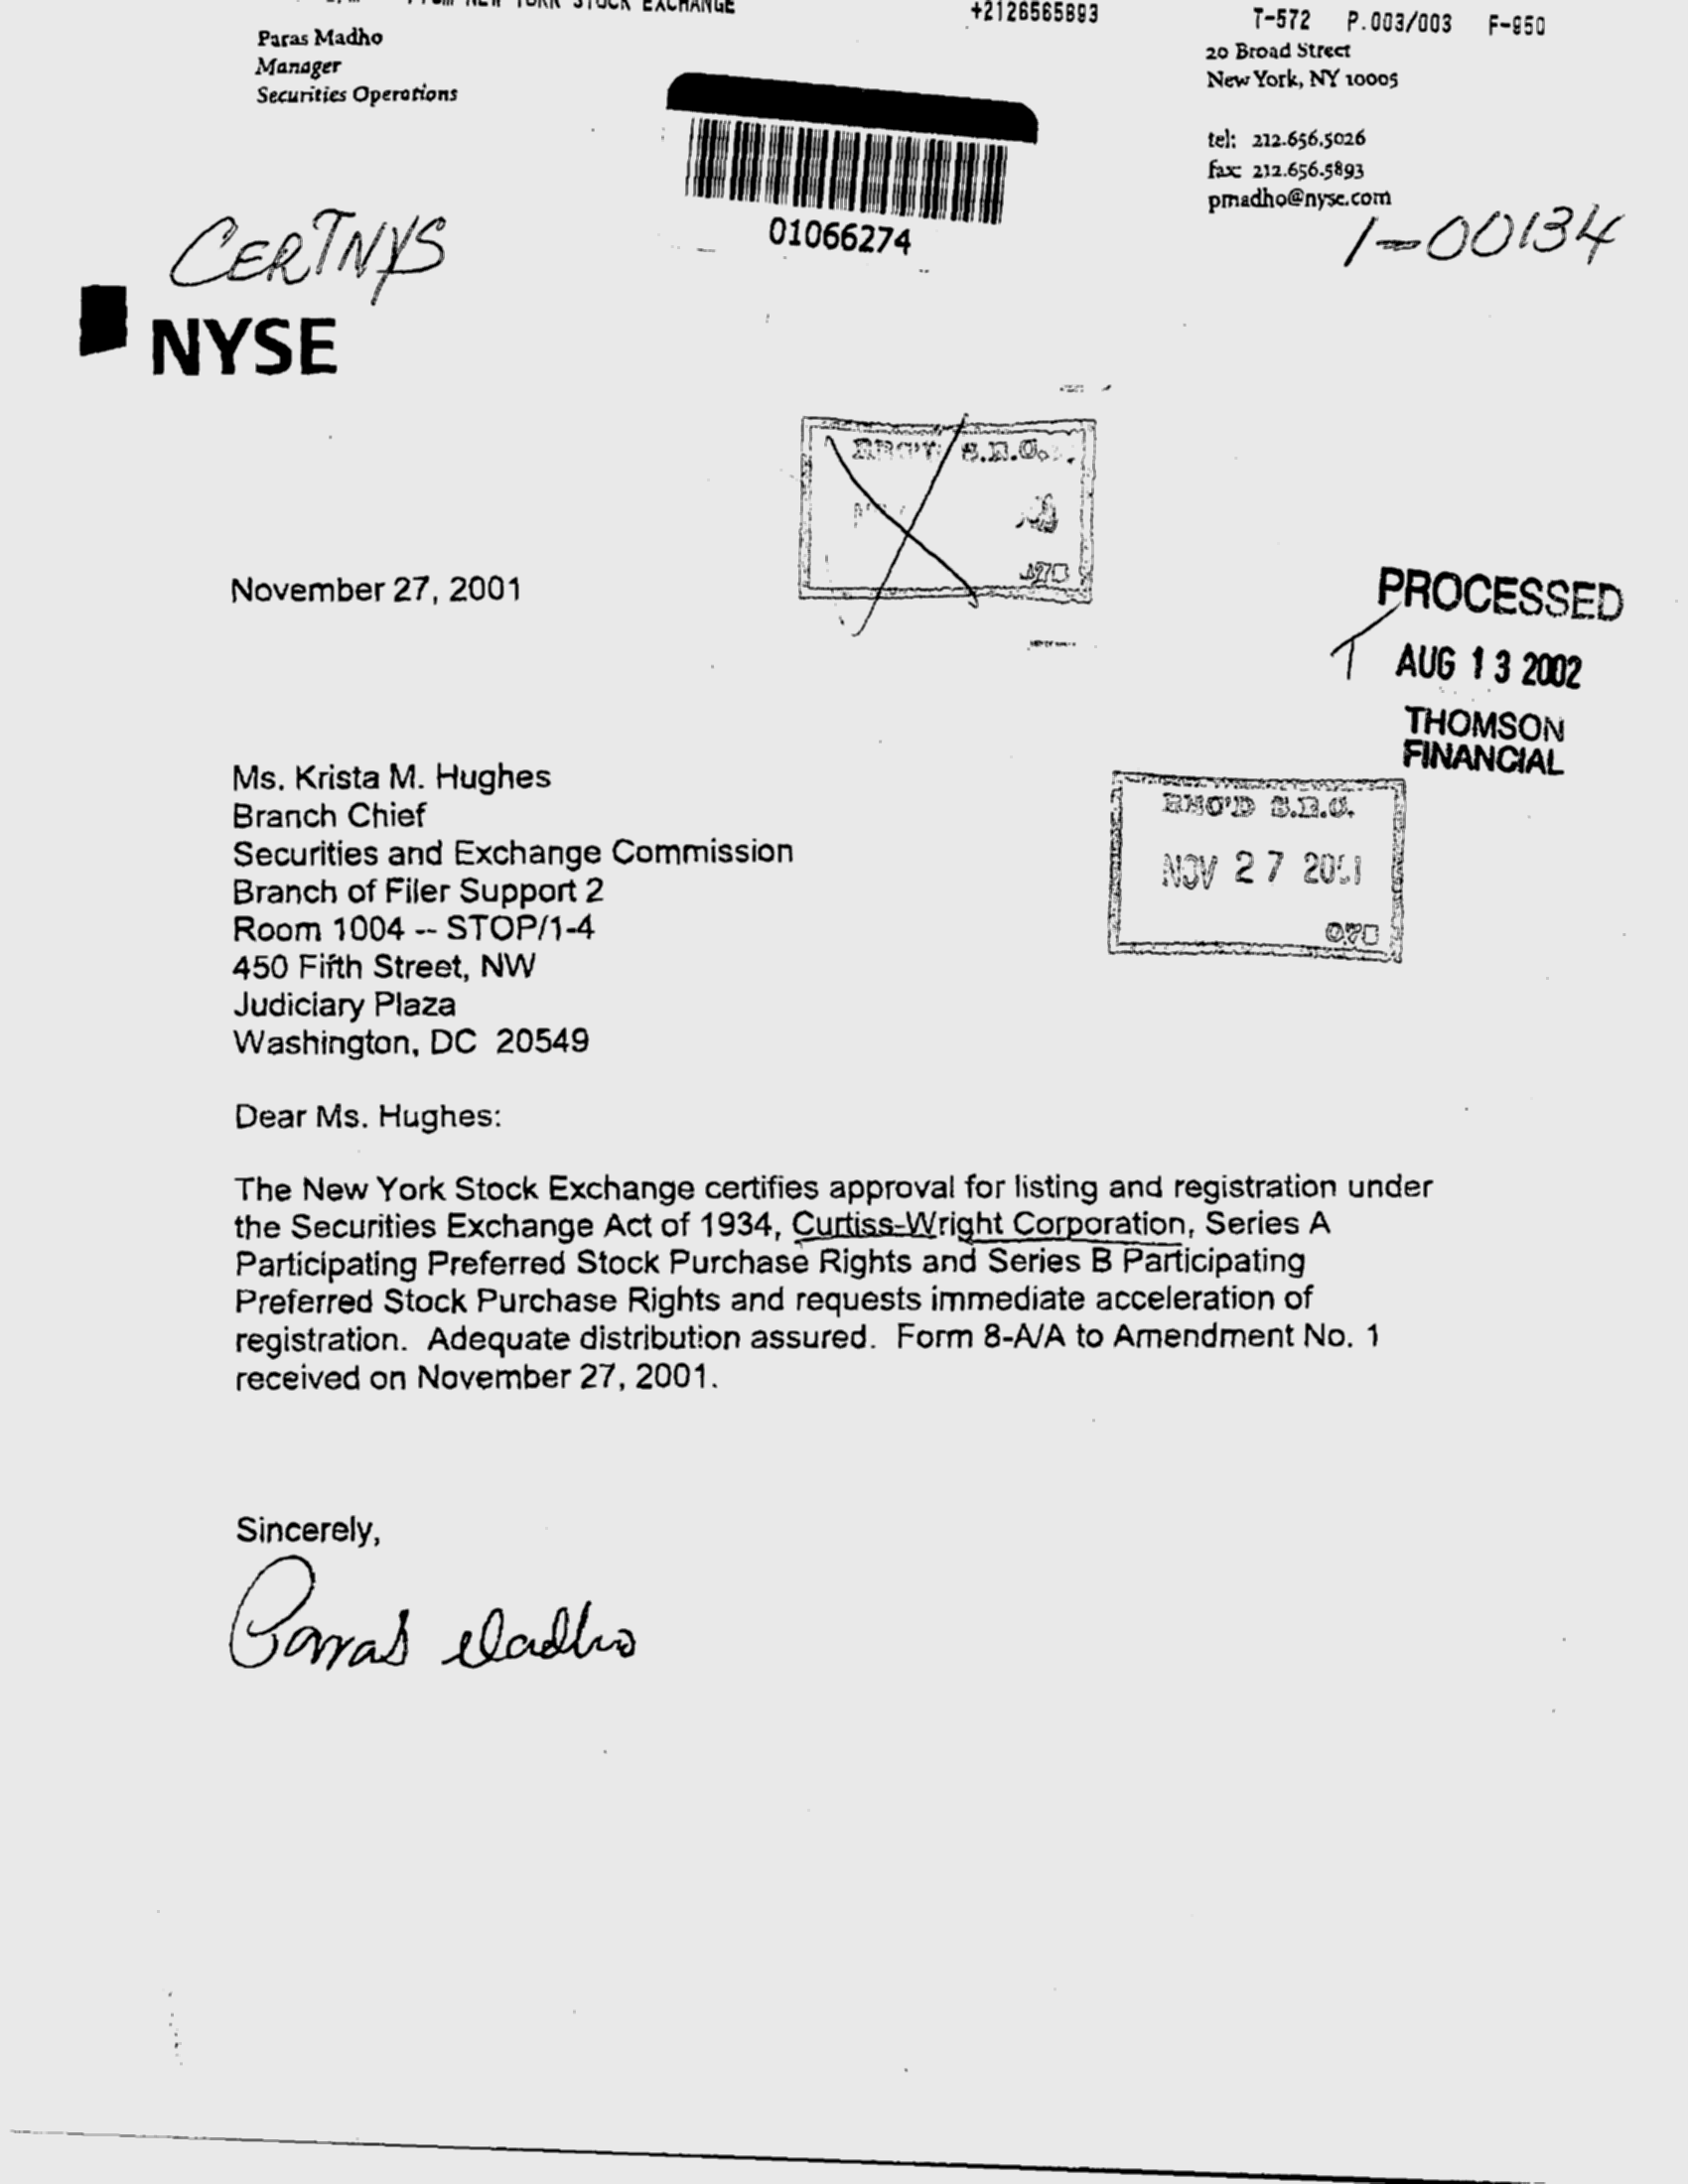 NEW YORK STOCK EXCHANGE
+2126565893
T-572 P.003/003 F-950
Paras Madho
Manager
Securities Operations
20 Broad Street
New York, NY 10005
tel: 212.656.5026
fax: 212.656.5893
pmadho@nyse.com
01066274
CERTNYS
1-00134
NYSE
S.E.C.
070
November 27, 2001
PROCESSED
AUG 13 2002
THOMSON
FINANCIAL
REC'D S.E.C.
NOV 27 2001
070
Ms. Krista M. Hughes
Branch Chief
Securities and Exchange Commission
Branch of Filer Support 2
Room 1004 -- STOP/1-4
450 Fifth Street, NW
Judiciary Plaza
Washington, DC 20549
Dear Ms. Hughes:
The New York Stock Exchange certifies approval for listing and registration under
the Securities Exchange Act of 1934, Curtiss-Wright Corporation, Series A
Participating Preferred Stock Purchase Rights and Series B Participating
Preferred Stock Purchase Rights and requests immediate acceleration of
registration. Adequate distribution assured. Form 8-A/A to Amendment No. 1
received on November 27, 2001.
Sincerely,
Paras Madho